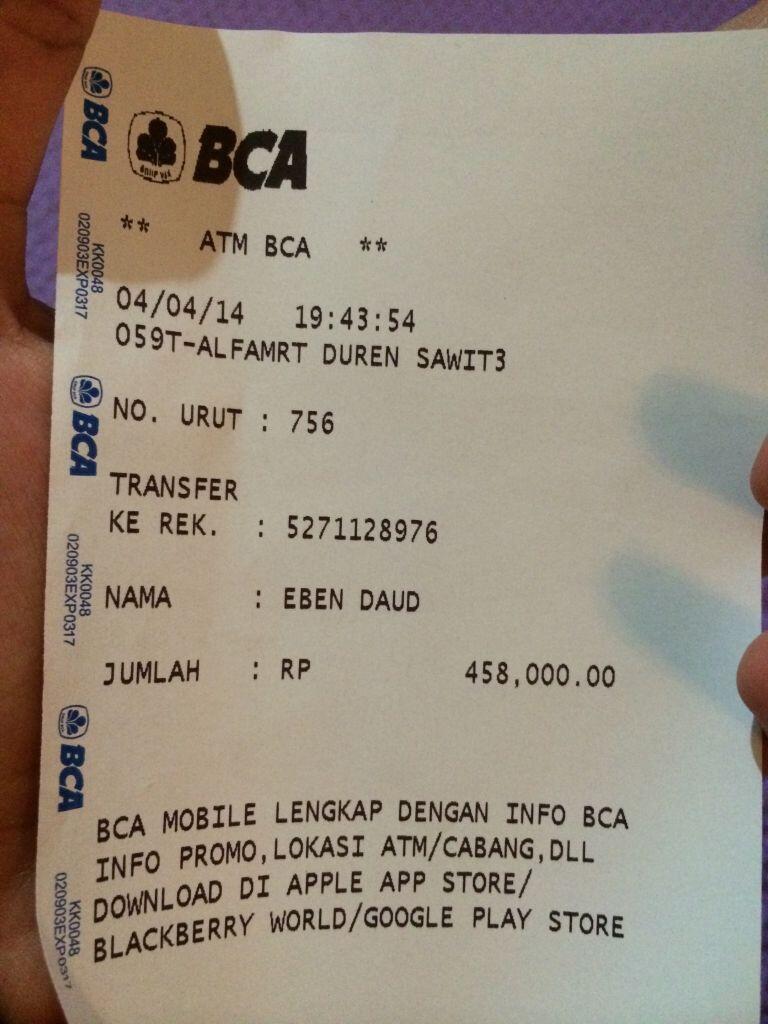 BCA
** ATM BCA **
04/04/14 19:43:54
059T-ALFAMRT DUREN SAWIT3
NO. URUT : 756
TRANSFER
KE REK. : 5271128976
NAMA : EBEN DAUD
JUMLAH : RP 458,000.00
BCA MOBILE LENGKAP DENGAN INFO BCA
INFO PROMO,LOKASI ATM/CABANG,DLL
DOWNLOAD DI APPLE APP STORE/
BLACKBERRY WORLD/GOOGLE PLAY STORE
BCA
KK0048
020903EXP0317
BCA
KK0048
020903EXP0317
BCA
KK0048
020903EXP0317